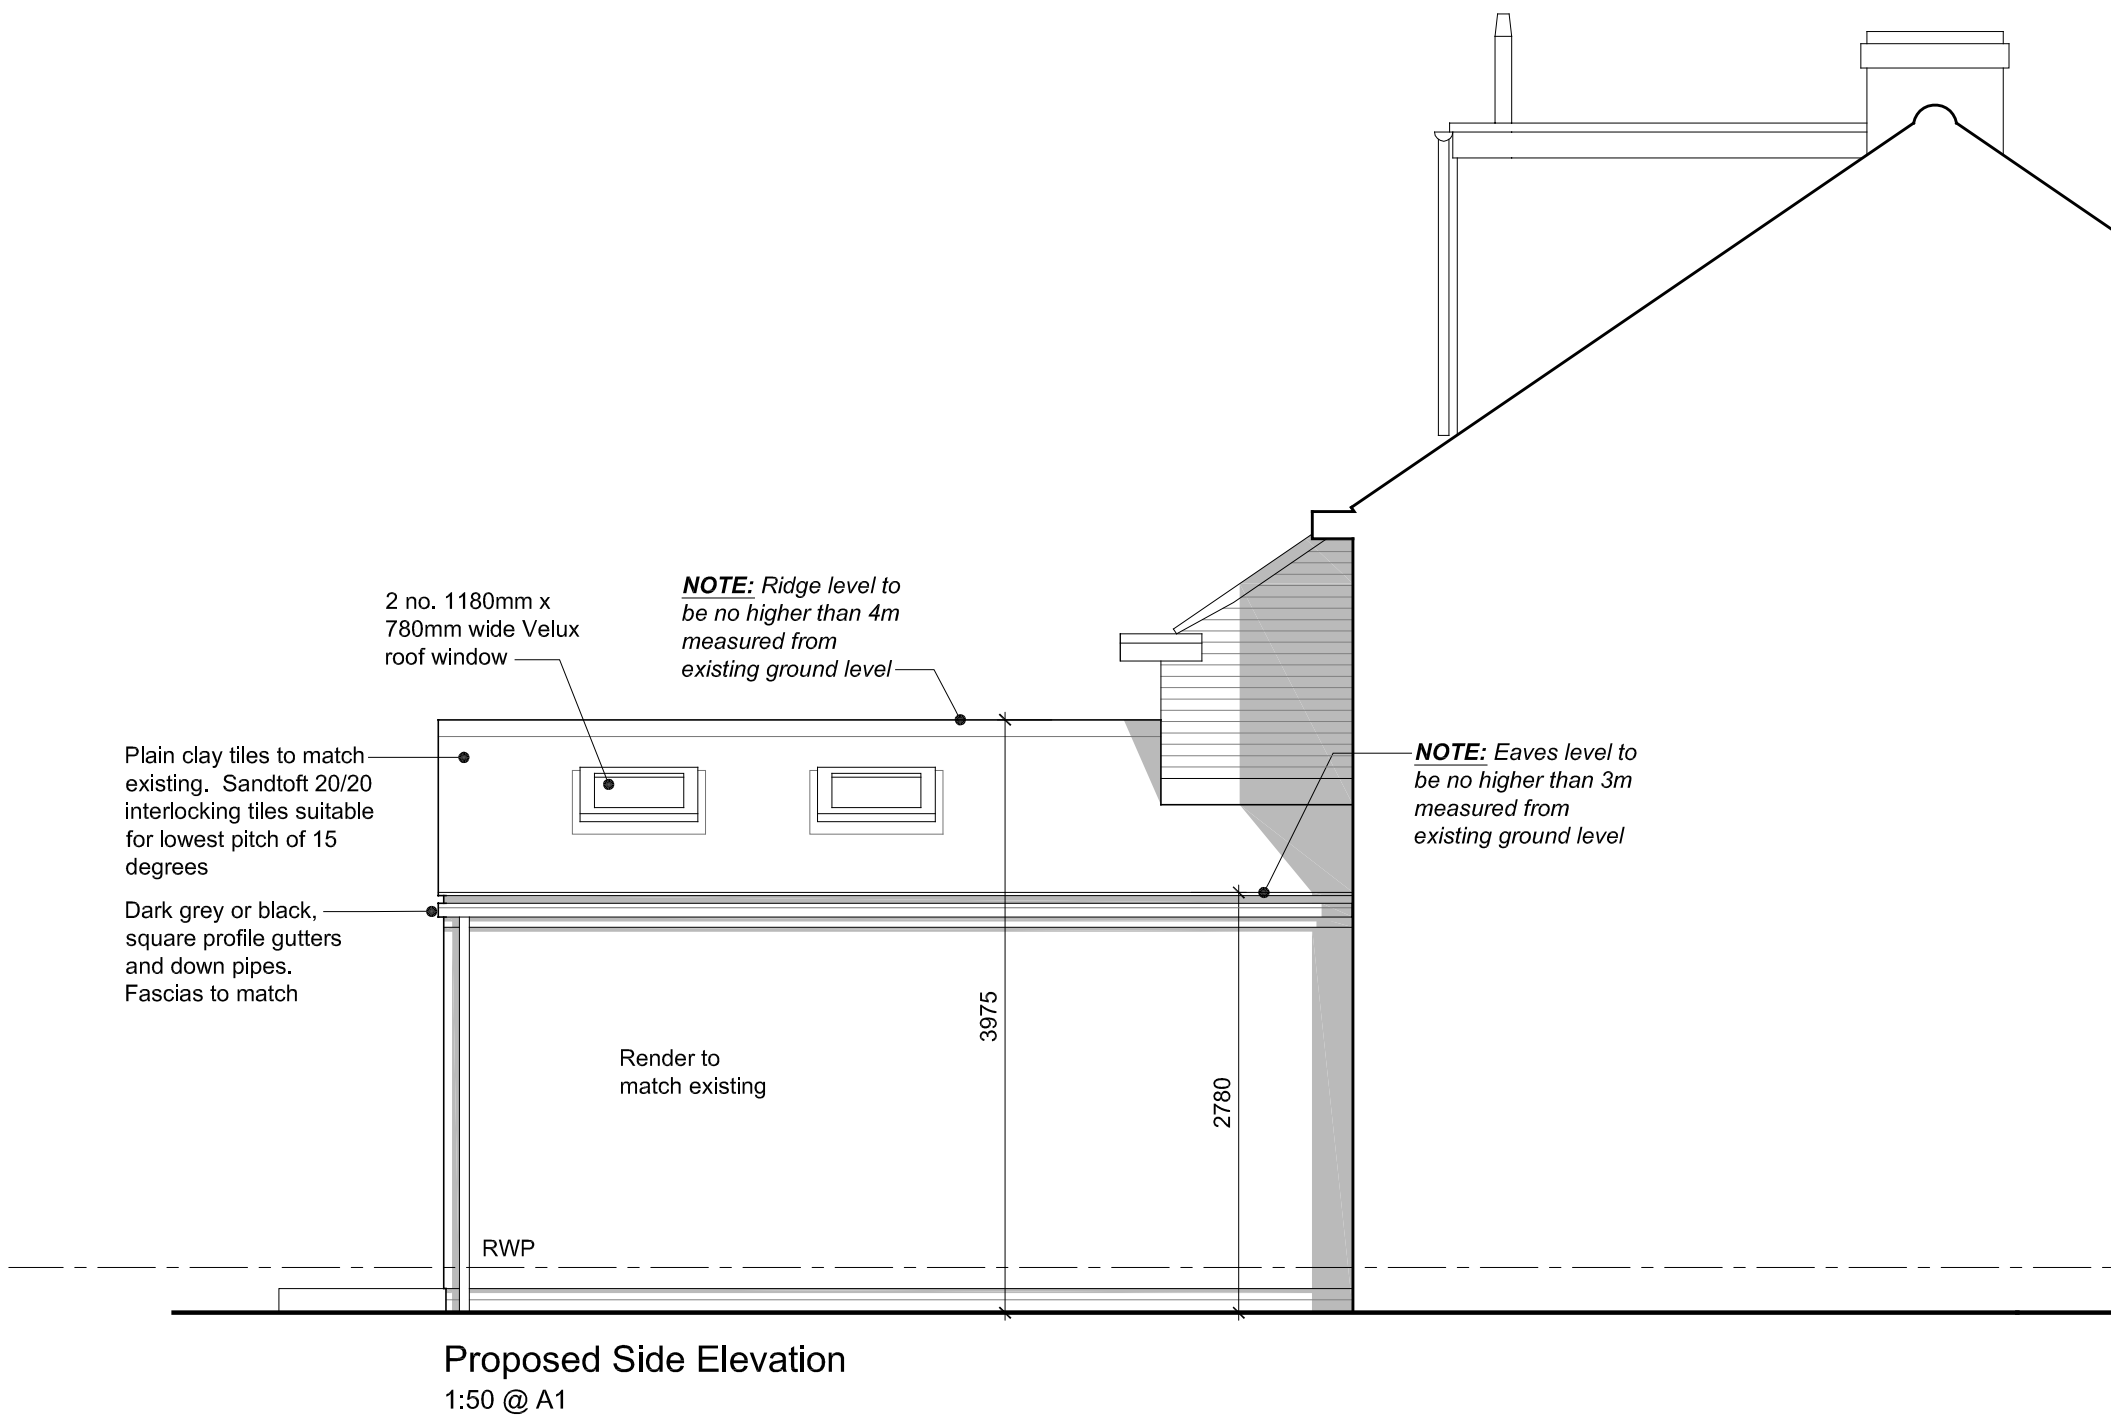 2 no. 1180mm x
780mm wide Velux
roof window
NOTE: Ridge level to
be no higher than 4m
measured from
existing ground level
Plain clay tiles to match
existing. Sandtoft 20/20
interlocking tiles suitable
for lowest pitch of 15
degrees
NOTE: Eaves level to
be no higher than 3m
measured from
existing ground level
Dark grey or black,
square profile gutters
and down pipes.
Fascias to match
3975
2780
Render to
match existing
RWP
Proposed Side Elevation
1:50 @ A1